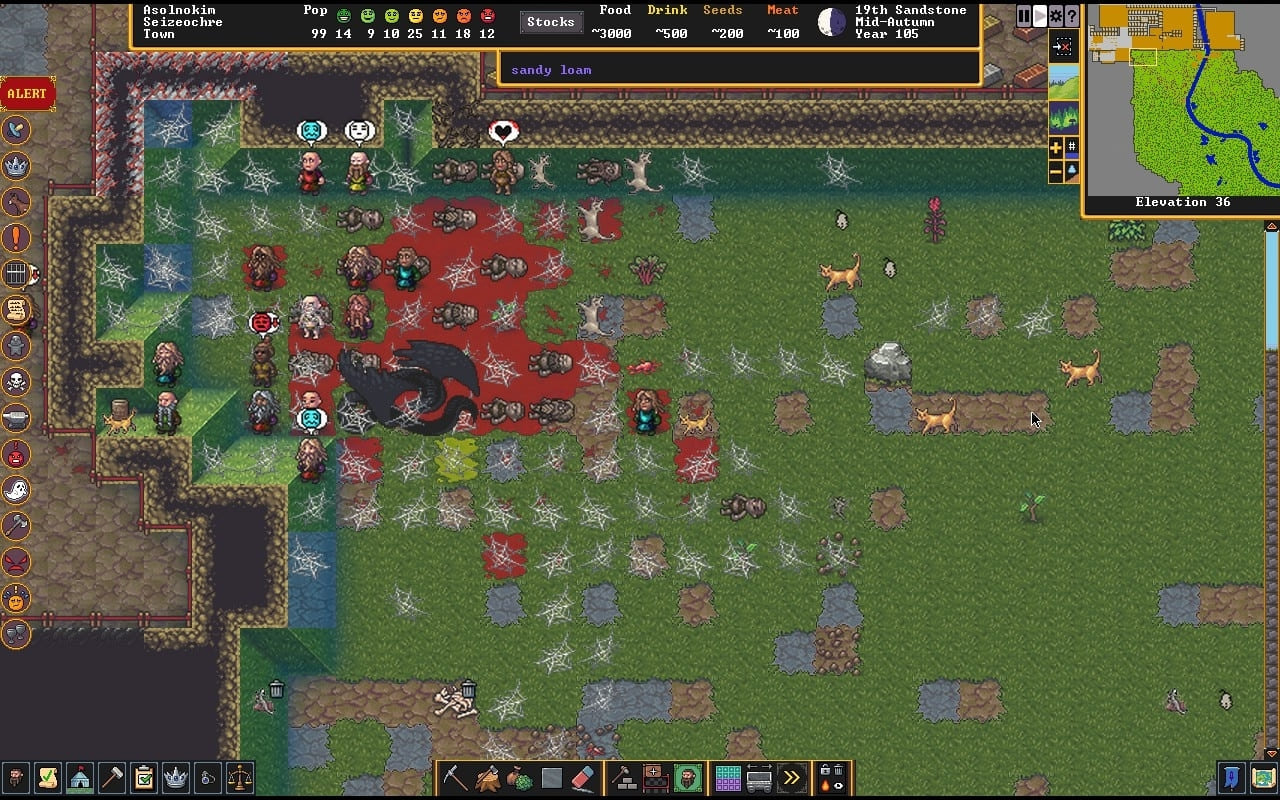 Asolnokim
Seizeochre
Town
Pop
99 14 9 10 25 11 18 12
Stocks
Food Drink Seeds Meat
~3000 ~500 ~200 ~100
19th Sandstone
Mid-Autumn
Year 105
sandy loam
ALERT
Elevation 36
?
#